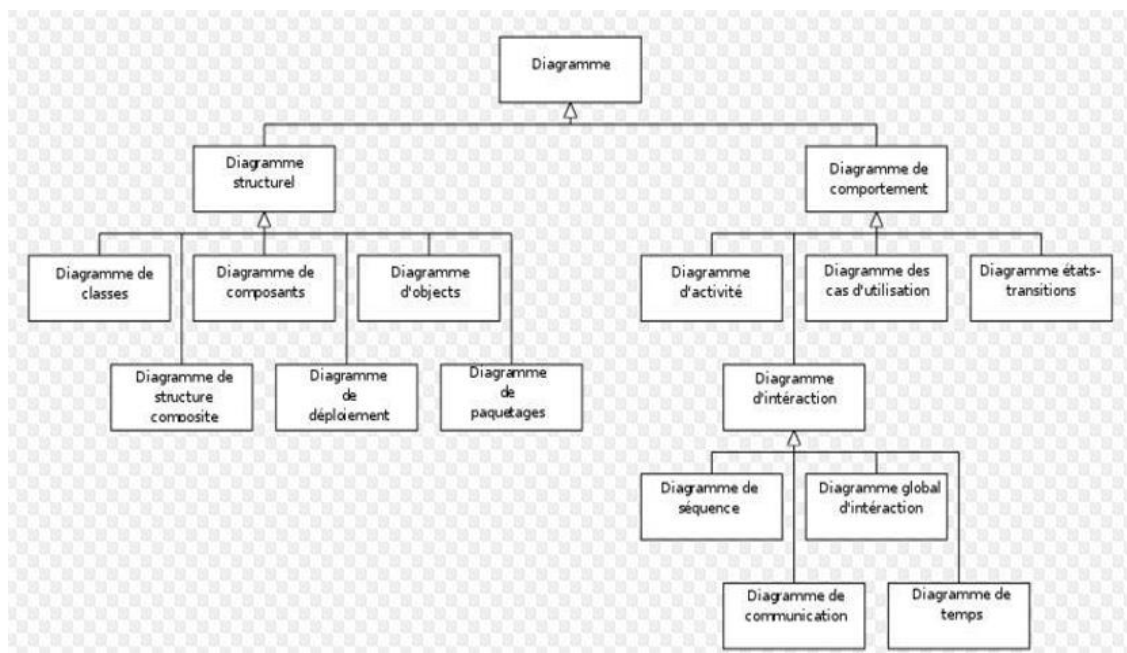 Diagramme
Diagramme
structurel
Diagramme de
comportement
Diagramme de
classes
Diagramme de
composants
Diagramme
d'objects
Diagramme
d'activité
Diagramme des
cas d'utilisation
Diagramme états-
transitions
Diagramme de
structure
composite
Diagramme
de
déploiement
Diagramme
de
paquetages
Diagramme
d'intéraction
Diagramme de
séquence
Diagramme global
d'intéraction
Diagramme de
communication
Diagramme de
temps